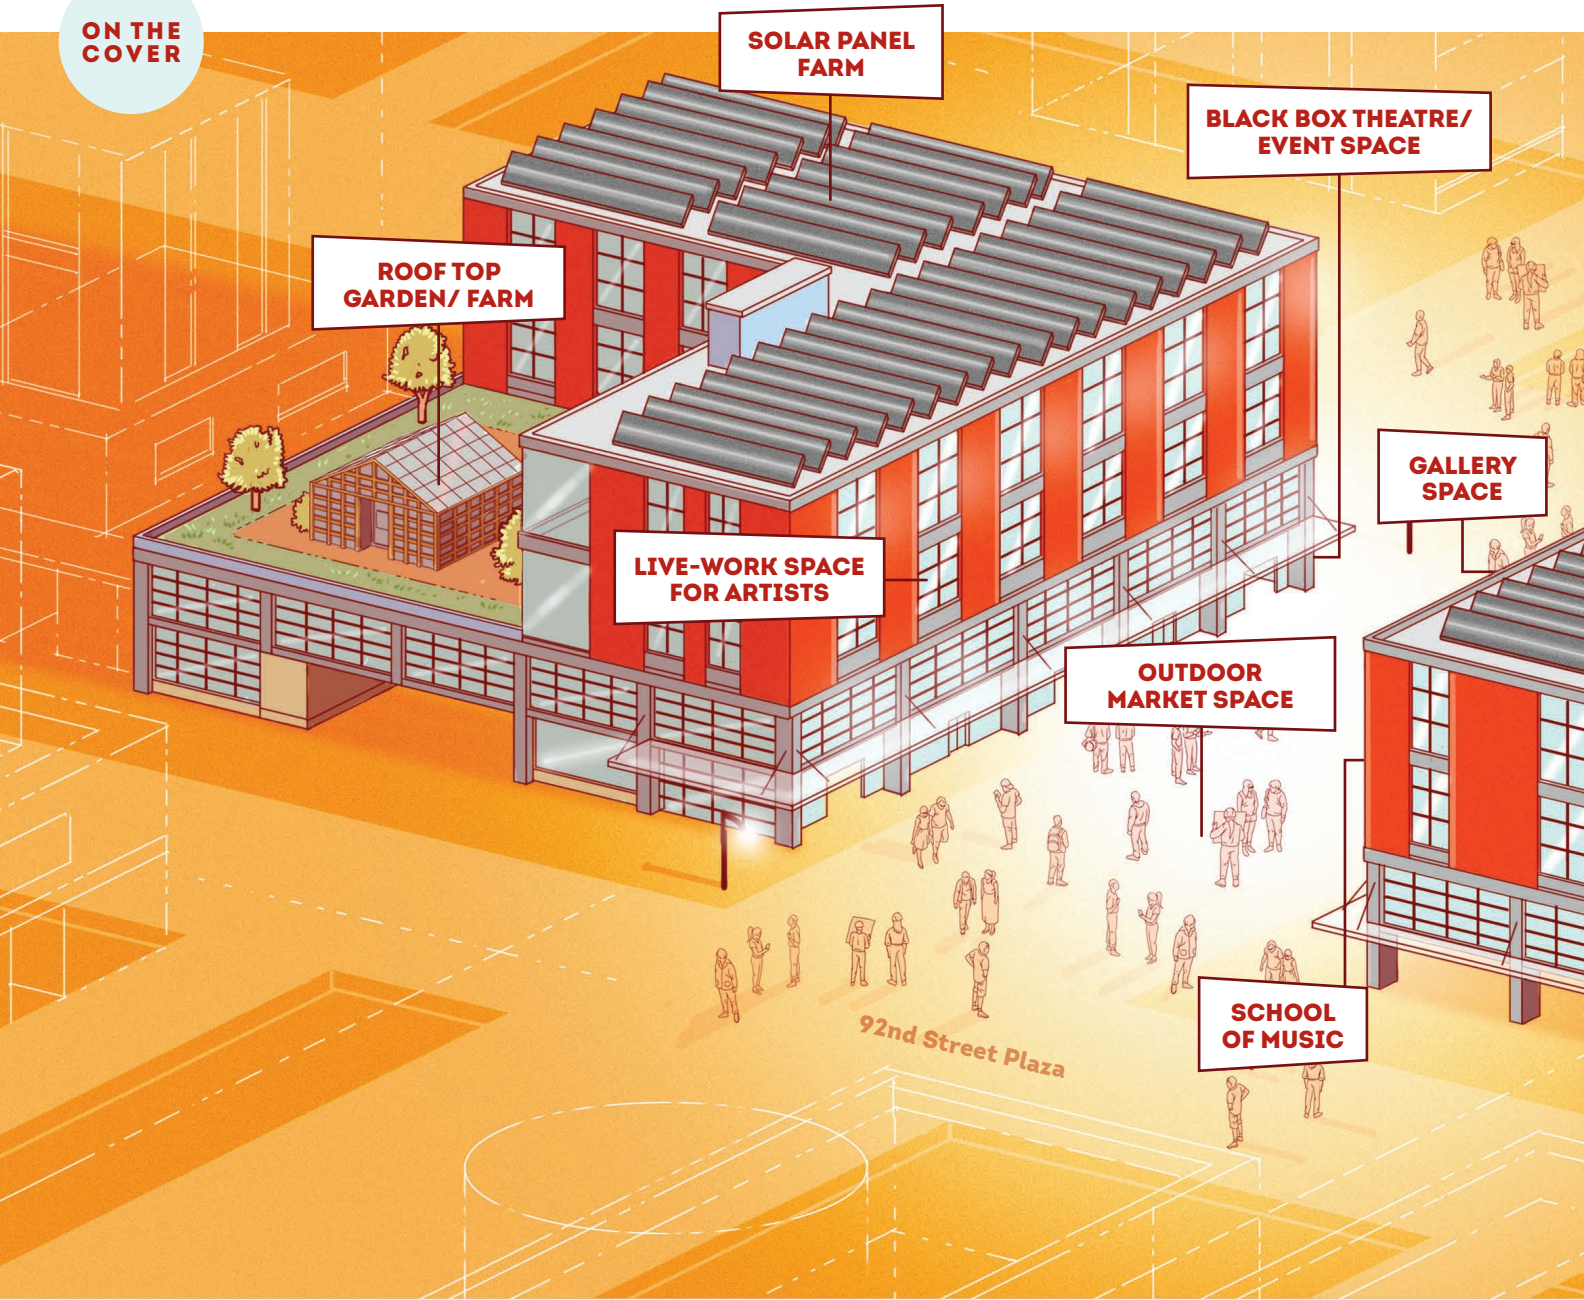 ON THE
COVER
SOLAR PANEL
FARM
BLACK BOX THEATRE/
EVENT SPACE
ROOF TOP
GARDEN/ FARM
GALLERY
SPACE
LIVE-WORK SPACE
FOR ARTISTS
OUTDOOR
MARKET SPACE
SCHOOL
OF MUSIC
92nd Street Plaza